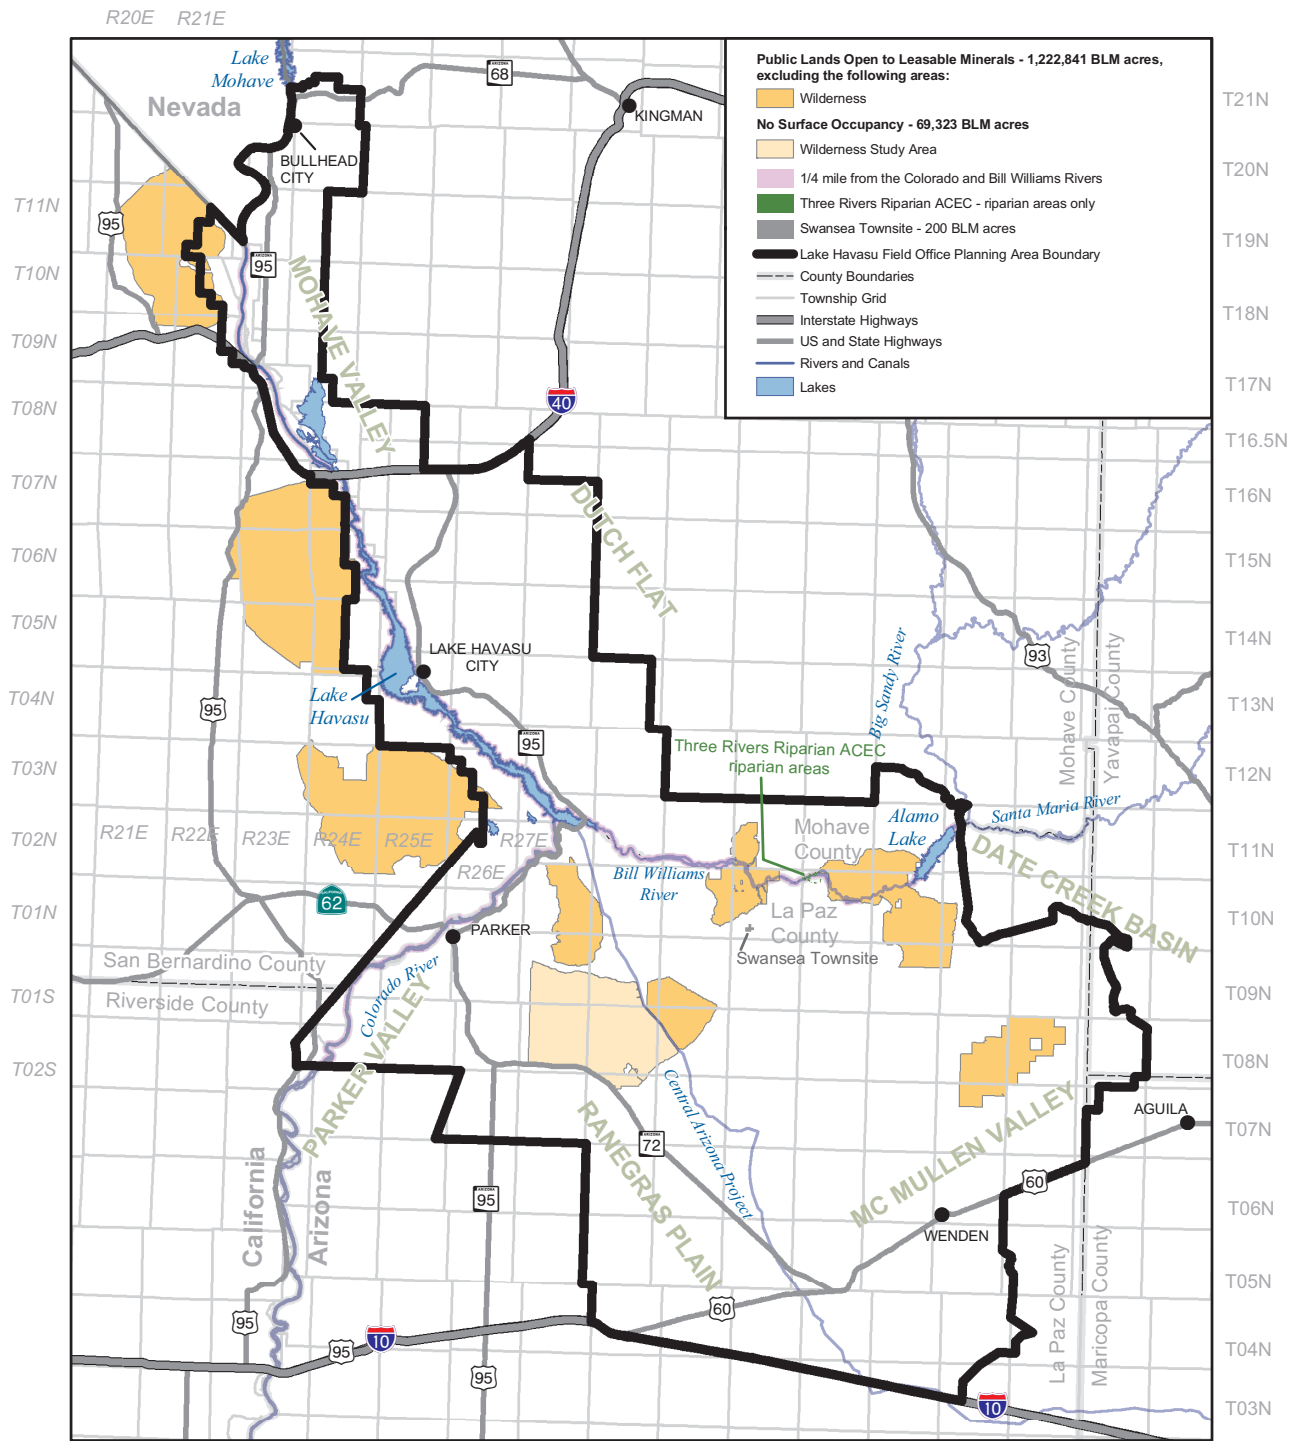 R20E R21E
Lake
Mohave
Nevada
ARIZONA
68
KINGMAN
BULLHEAD
CITY
Public Lands Open to Leasable Minerals - 1,222,841 BLM acres,
excluding the following areas:
Wilderness
No Surface Occupancy - 69,323 BLM acres
Wilderness Study Area
1/4 mile from the Colorado and Bill Williams Rivers
Three Rivers Riparian ACEC - riparian areas only
Swansea Townsite - 200 BLM acres
Lake Havasu Field Office Planning Area Boundary
County Boundaries
Township Grid
Interstate Highways
US and State Highways
Rivers and Canals
Lakes
T21N
T20N
T19N
T18N
T17N
T16.5N
T16N
T15N
T14N
T13N
T12N
T11N
T10N
T09N
T08N
T07N
T06N
T05N
T04N
T03N
T11N
T10N
T09N
T08N
T07N
T06N
T05N
T04N
T03N
T02N
T01N
T01S
T02S
95
ARIZONA
95
MOHAVE VALLEY
40
DUTCH FLAT
LAKE HAVASU
CITY
Lake
Havasu
95
ARIZONA
95
Big Sandy River
93
Mohave County
Yavapai County
Three Rivers Riparian ACEC
riparian areas
Mohave
County
Alamo
Lake
Santa Maria River
DATE CREEK BASIN
R21E R22E R23E R24E R25E R27E
R26E
Bill Williams
River
CALIFORNIA
62
PARKER
La Paz
County
Swansea Townsite
San Bernardino County
Riverside County
Colorado River
PARKER VALLEY
Central Arizona Project
RANEGRAS PLAIN
ARIZONA
72
MC MULLEN VALLEY
AGUILA
60
WENDEN
California
Arizona
ARIZONA
95
La Paz County
Maricopa County
60
95
95
10
95
10